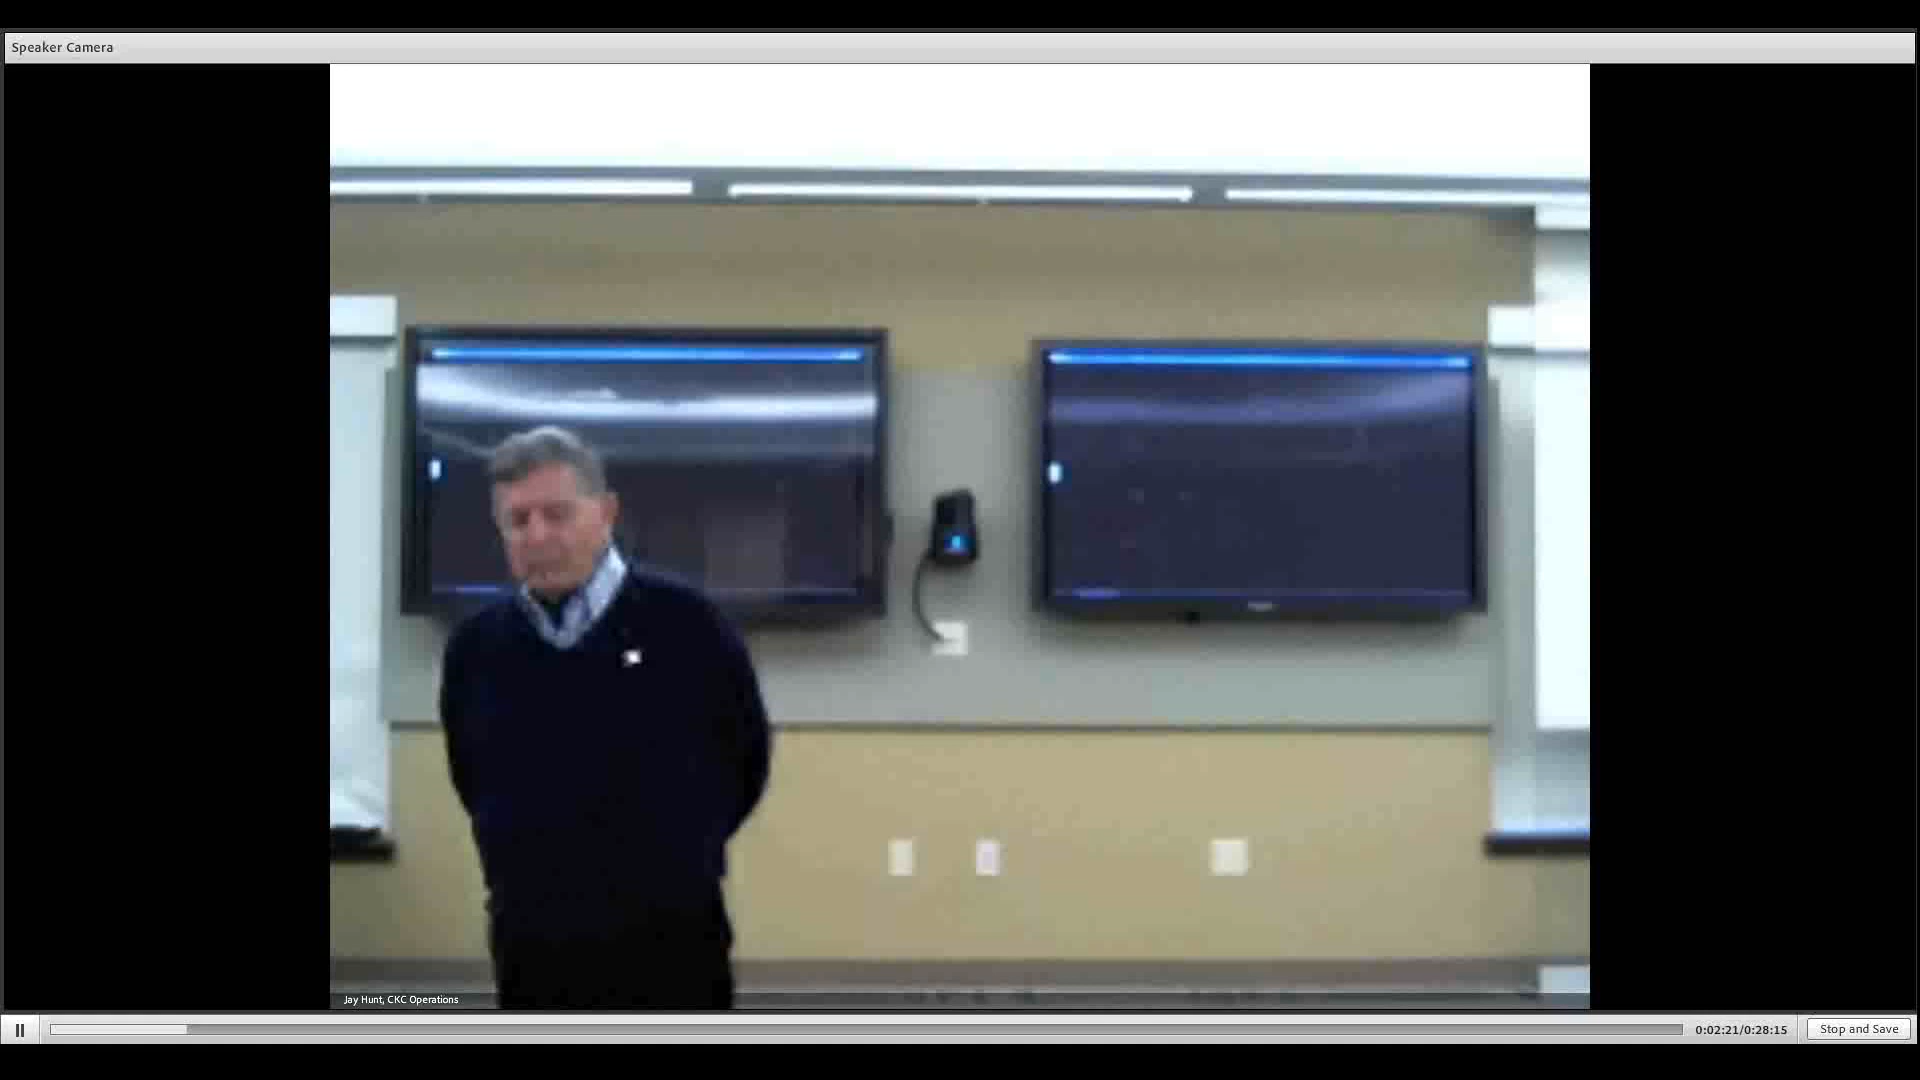 Speaker Camera
Jay Hunt, CKC Operations
0:02:21/0:28:15
Stop and Save